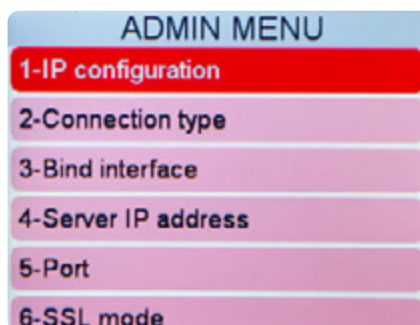 ADMIN MENU
1-IP configuration
2-Connection type
3-Bind interface
4-Server IP address
5-Port
6-SSL mode